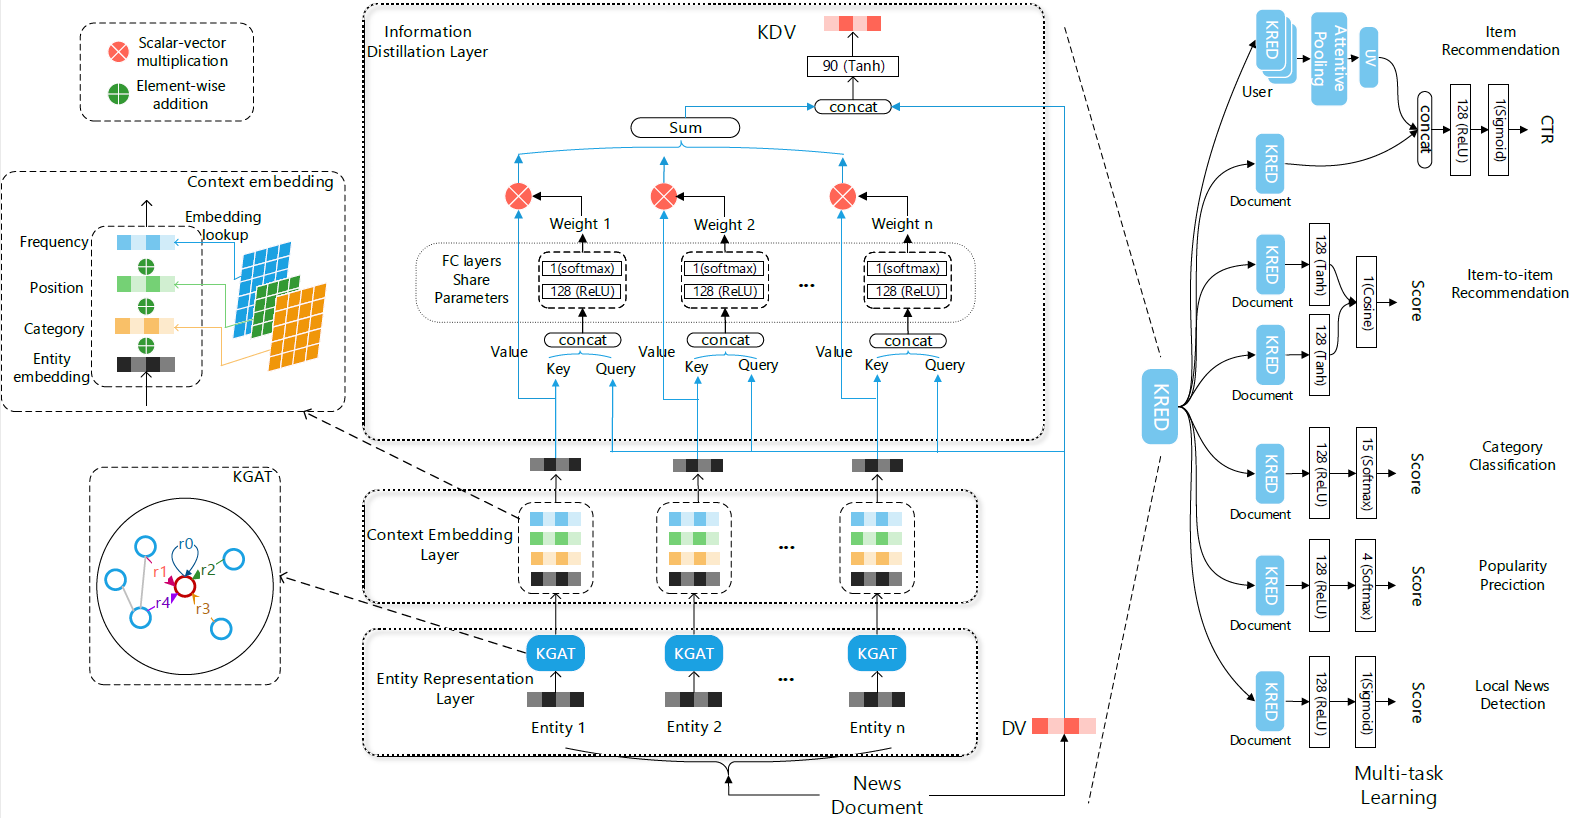 Scalar-vector
multiplication
Element-wise
addition
Context embedding
Embedding
lookup
Frequency
Position
Category
Entity
embedding
KGAT
r0
r1
r2
r3
r4
Information
Distillation Layer
KDV
90 (Tanh)
concat
Sum
Weight 1
Weight 2
Weight n
FC layers
Share
Parameters
1(softmax)
128 (ReLU)
1(softmax)
128 (ReLU)
...
1(softmax)
128 (ReLU)
concat
concat
concat
Value
Key
Query
Value
Key
Query
Value
Key
Query
Context Embedding
Layer
...
Entity Representation
Layer
KGAT
KGAT
KGAT
...
Entity 1
Entity 2
Entity n
DV
News
Document
KRED
KRED
User
Attentive
Pooling
UV
KRED
Document
concat
128 (ReLU)
1(Sigmoid)
CTR
Item
Recommendation
KRED
Document
128 (Tanh)
KRED
Document
128 (Tanh)
1(Cosine)
Score
Item-to-item
Recommendation
KRED
Document
128 (ReLU)
15 (Softmax)
Score
Category
Classification
KRED
Document
128 (ReLU)
4 (Softmax)
Score
Popularity
Preciction
KRED
Document
128 (ReLU)
1(Sigmoid)
Score
Local News
Detection
Multi-task
Learning